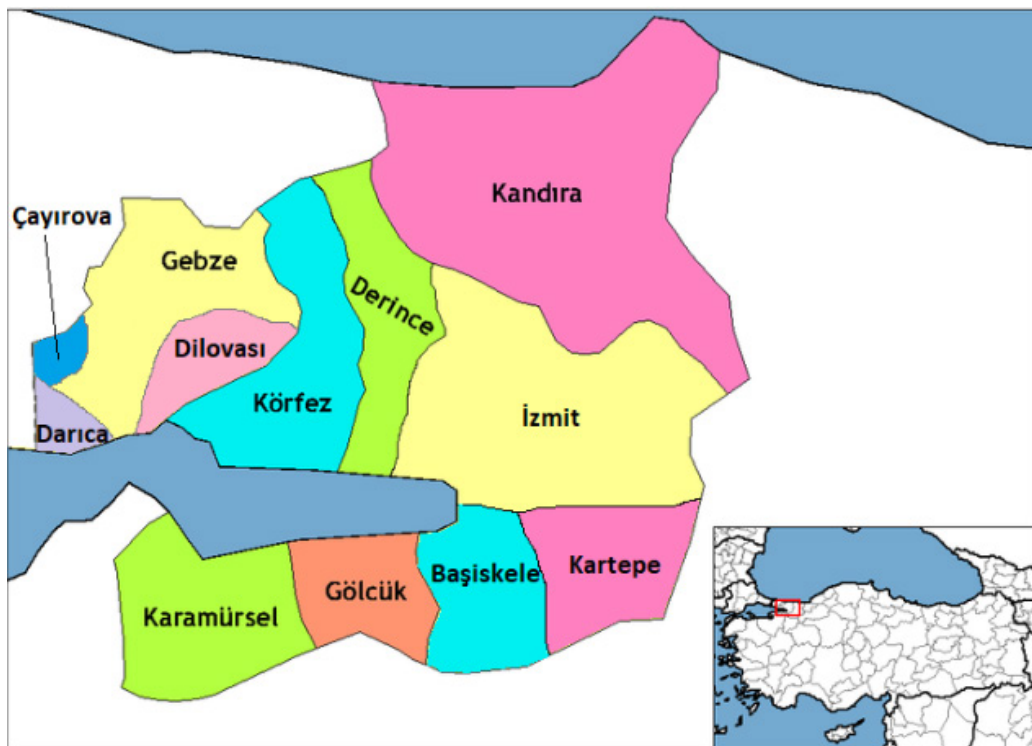 Kandıra
Çayırova
Gebze
Derince
Dilovası
Körfez
İzmit
Darıca
Kartepe
Başiskele
Gölcük
Karamürsel